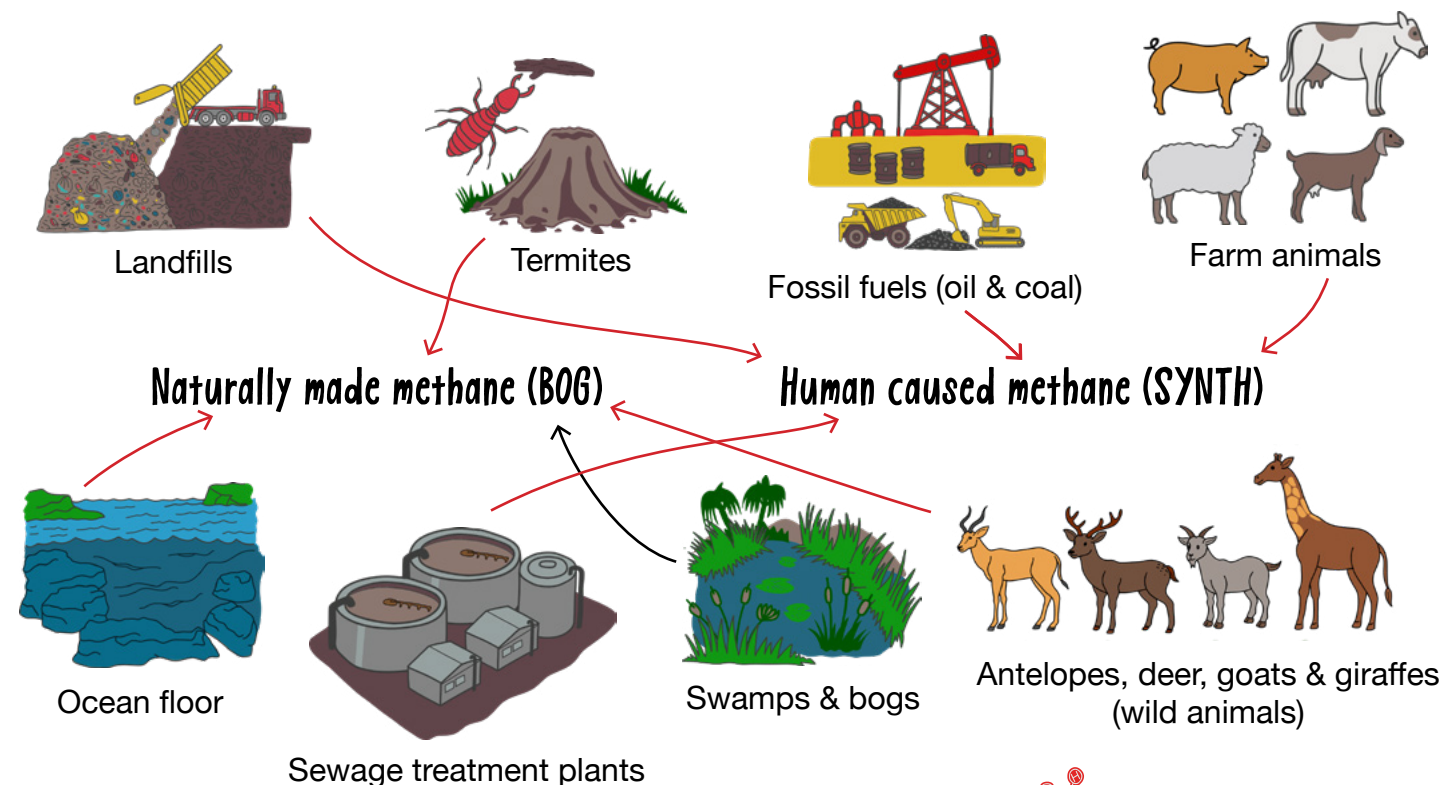 Landfills
Termites
Fossil fuels (oil & coal)
Farm animals
Naturally made methane (BOG)
Human caused methane (SYNTH)
Ocean floor
Sewage treatment plants
Swamps & bogs
Antelopes, deer, goats & giraffes
(wild animals)
H